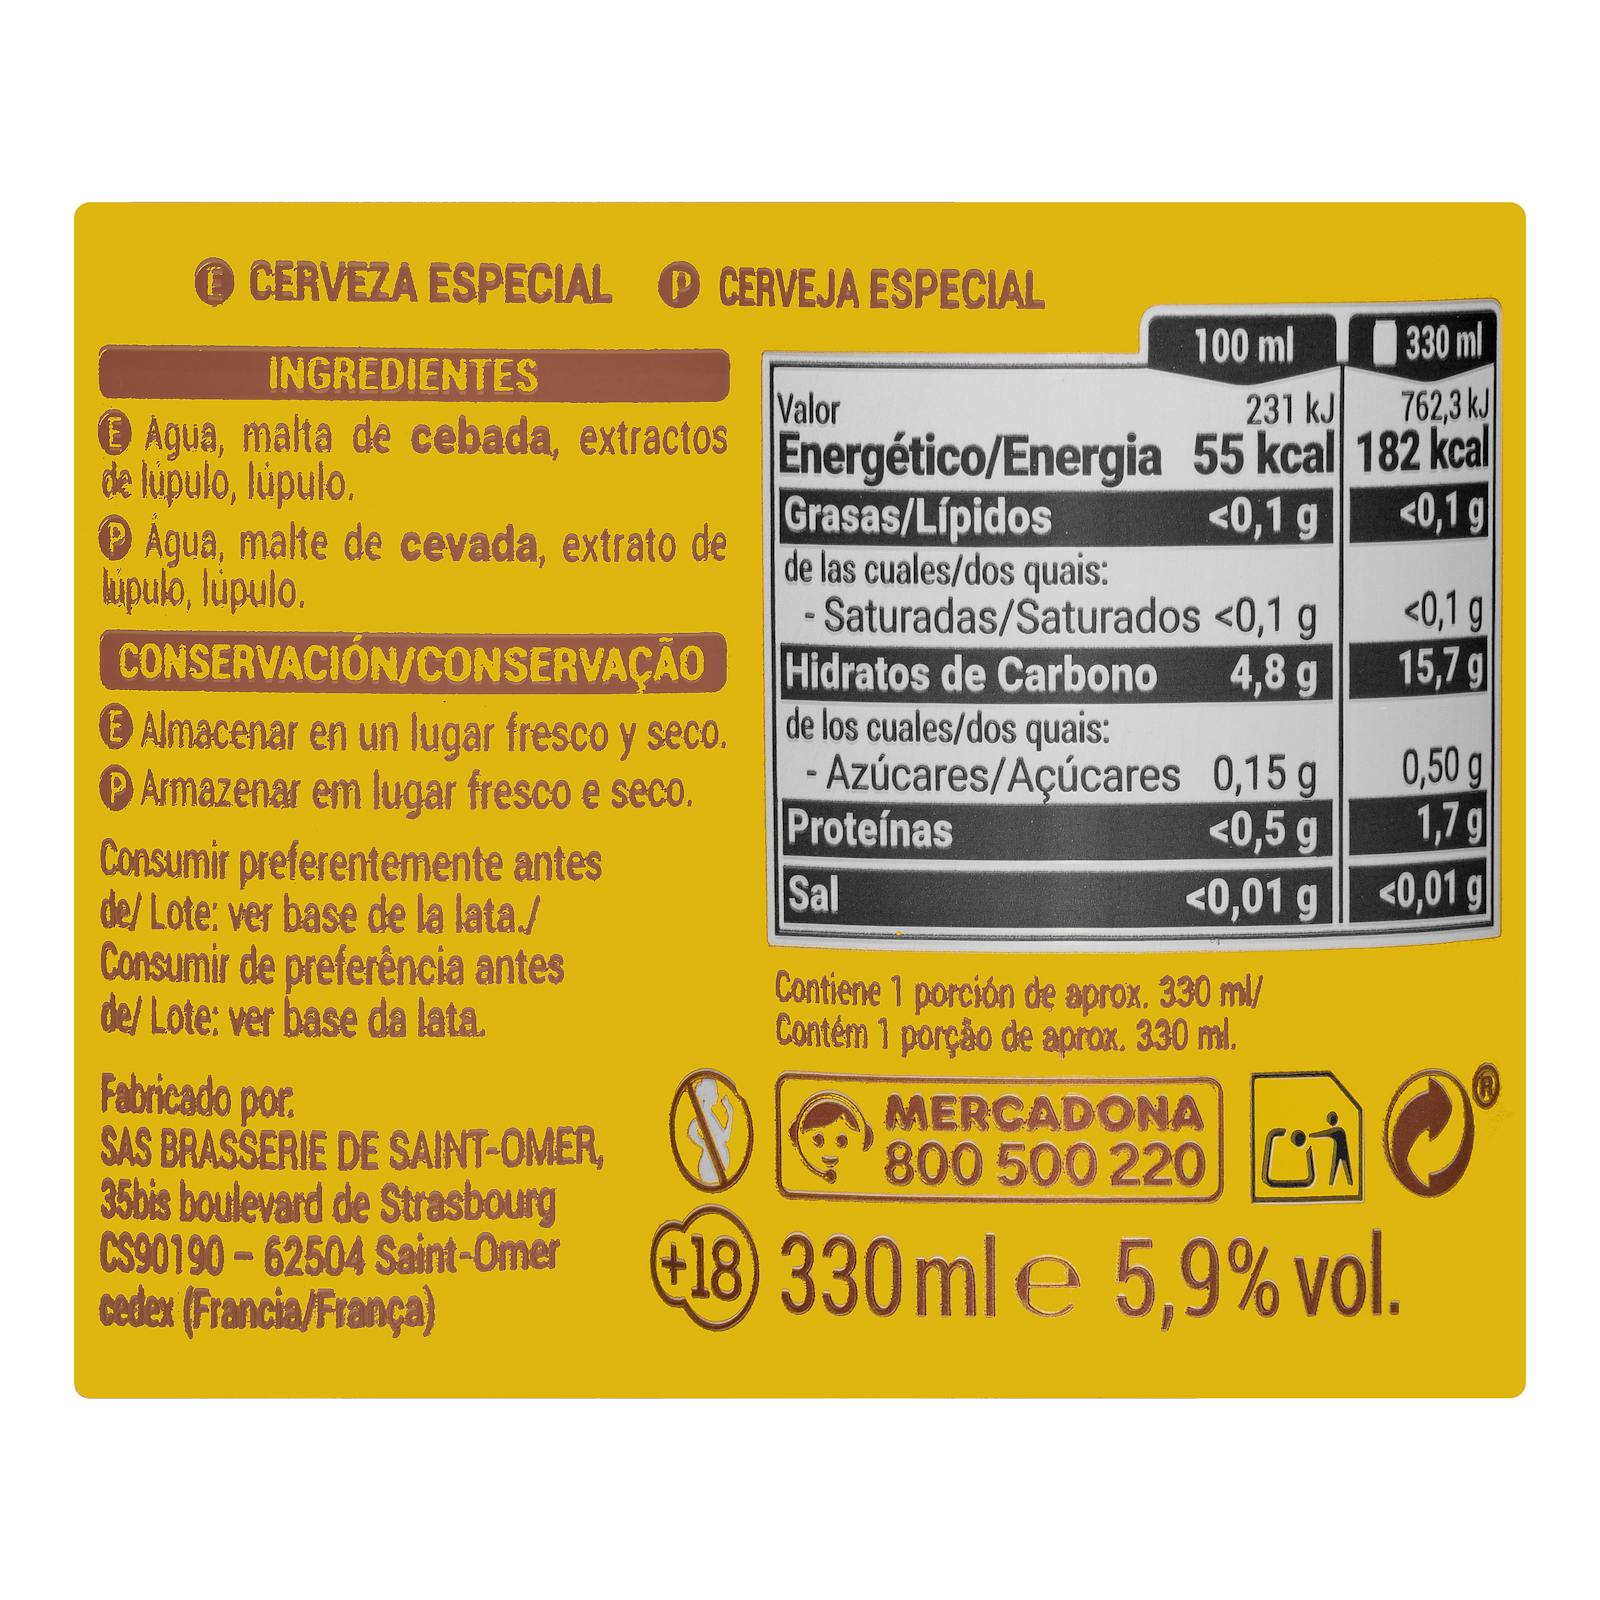 E CERVEZA ESPECIAL P CERVEJA ESPECIAL
INGREDIENTES
E Agua, malta de cebada, extractos
de lúpulo, lúpulo.
P Água, malte de cevada, extrato de
lúpulo, lúpulo.
CONSERVACIÓN/CONSERVAÇÃO
E Almacenar en un lugar fresco y seco.
P Armazenar em lugar fresco e seco.
Consumir preferentemente antes
de/ Lote: ver base de la lata./
Consumir de preferência antes
de/ Lote: ver base da lata.
Fabricado por:
SAS BRASSERIE DE SAINT-OMER,
35bis boulevard de Strasbourg
CS90190 – 62504 Saint-Omer
cedex (Francia/França)
100 ml 330 ml
Valor 231 kJ 762,3 kJ
Energético/Energia 55 kcal 182 kcal
Grasas/Lípidos <0,1 g <0,1 g
de las cuales/dos quais:
- Saturadas/Saturados <0,1 g <0,1 g
Hidratos de Carbono 4,8 g 15,7 g
de los cuales/dos quais:
- Azúcares/Açúcares 0,15 g 0,50 g
Proteínas <0,5 g 1,7 g
Sal <0,01 g <0,01 g
Contiene 1 porción de aprox. 330 ml/
Contém 1 porção de aprox. 330 ml.
MERCADONA
800 500 220
®
+18 330 ml e 5,9% vol.